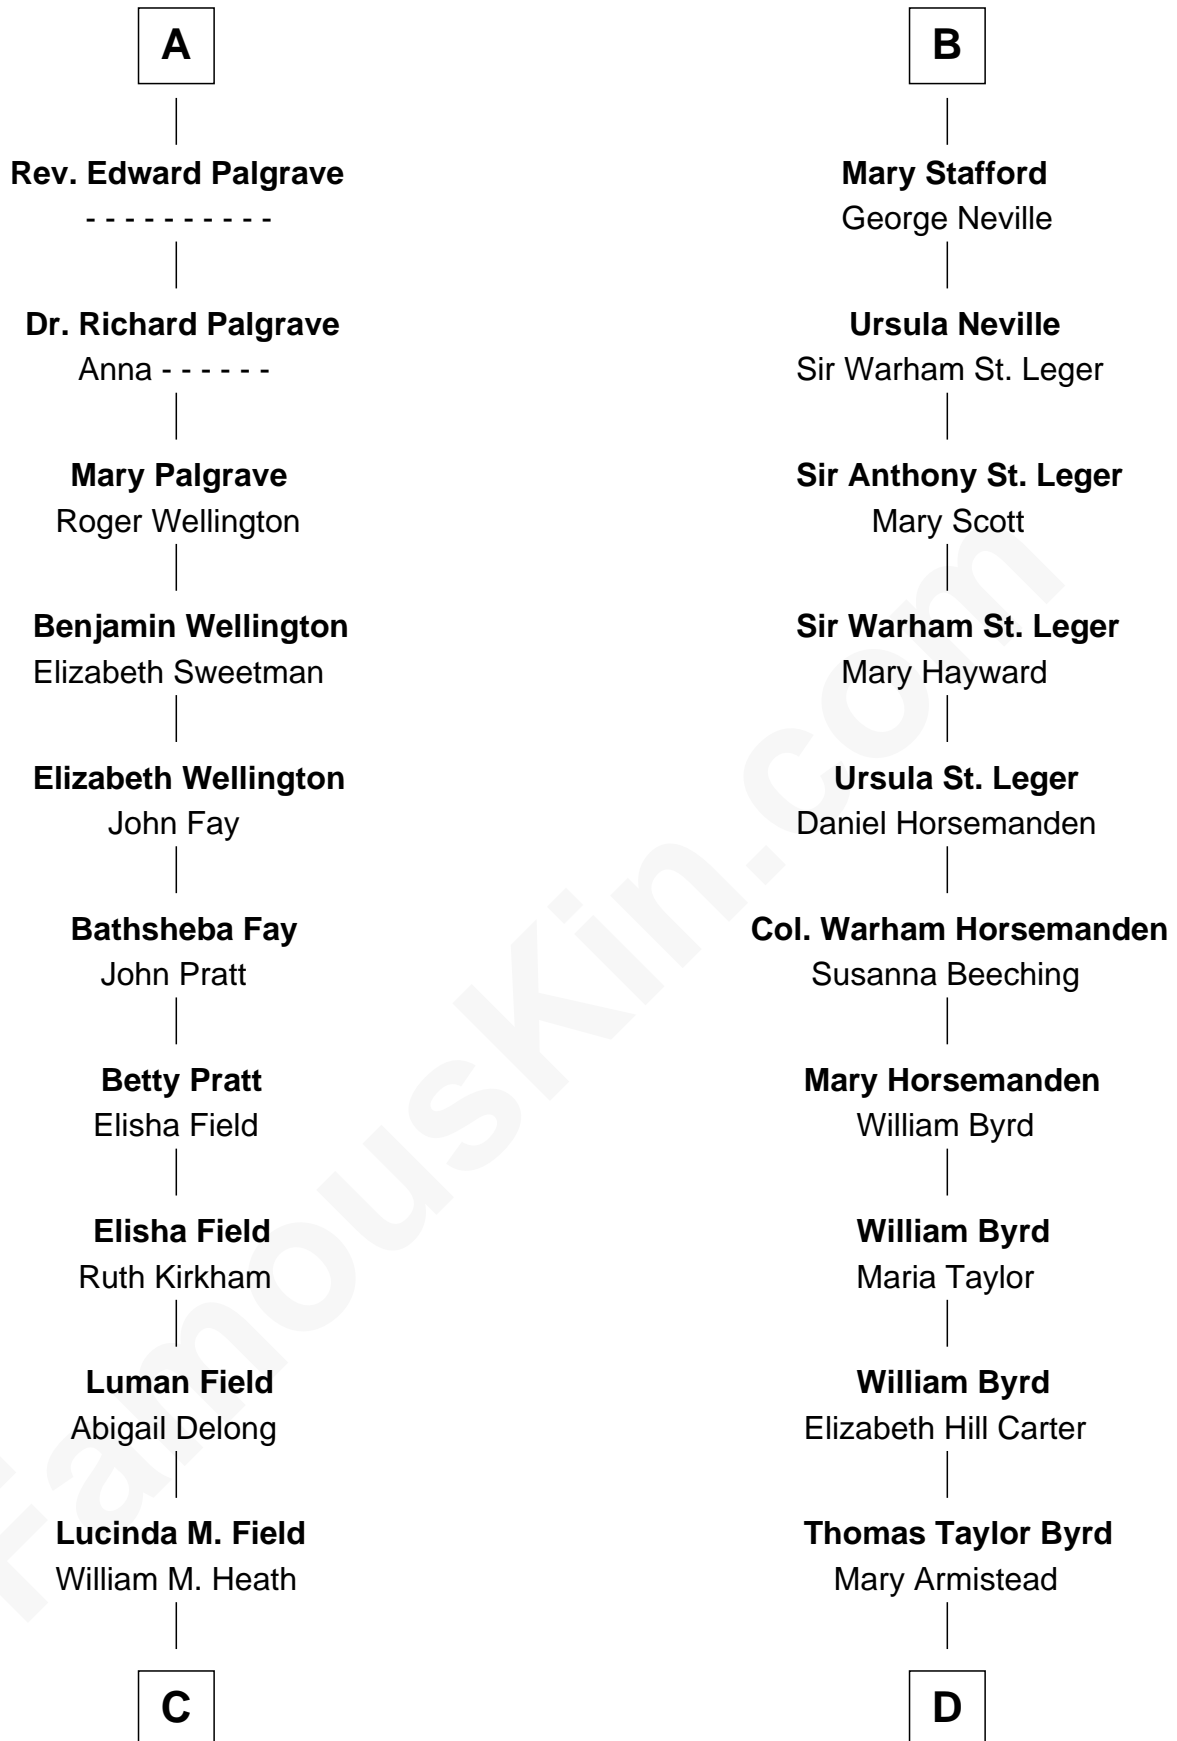 A
Rev. Edward Palgrave
- - - - - - - - - -
Dr. Richard Palgrave
Anna - - - - - -
Mary Palgrave
Roger Wellington
Benjamin Wellington
Elizabeth Sweetman
Elizabeth Wellington
John Fay
Bathsheba Fay
John Pratt
Betty Pratt
Elisha Field
Elisha Field
Ruth Kirkham
Luman Field
Abigail Delong
Lucinda M. Field
William M. Heath
C
B
Mary Stafford
George Neville
Ursula Neville
Sir Warham St. Leger
Sir Anthony St. Leger
Mary Scott
Sir Warham St. Leger
Mary Hayward
Ursula St. Leger
Daniel Horsemanden
Col. Warham Horsemanden
Susanna Beeching
Mary Horsemanden
William Byrd
William Byrd
Maria Taylor
William Byrd
Elizabeth Hill Carter
Thomas Taylor Byrd
Mary Armistead
D
FamousKin.com